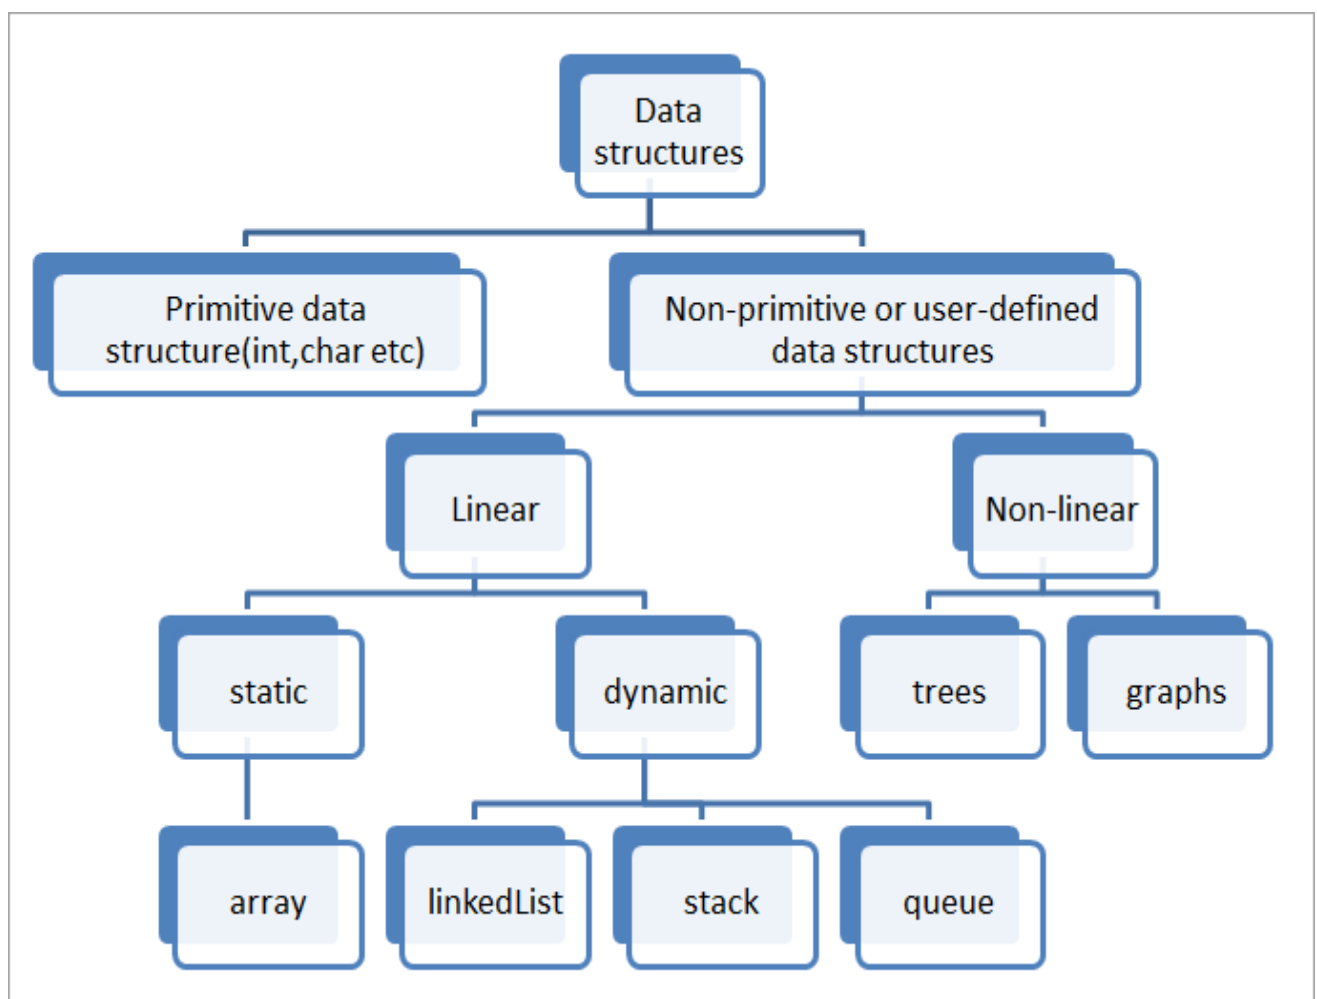 Data
structures
Primitive data
structure(int,char etc)
Non-primitive or user-defined
data structures
Linear
Non-linear
static
dynamic
trees
graphs
array
linkedList
stack
queue